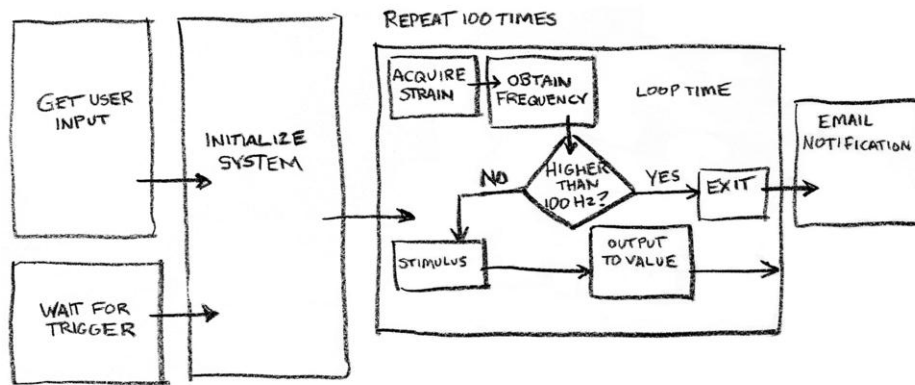 REPEAT 100 TIMES
GET USER
INPUT
INITIALIZE
SYSTEM
ACQUIRE
STRAIN
OBTAIN
FREQUENCY
LOOP TIME
HIGHER
THAN
100 HZ?
NO
YES
EXIT
EMAIL
NOTIFICATION
STIMULUS
OUTPUT
TO VALUE
WAIT FOR
TRIGGER